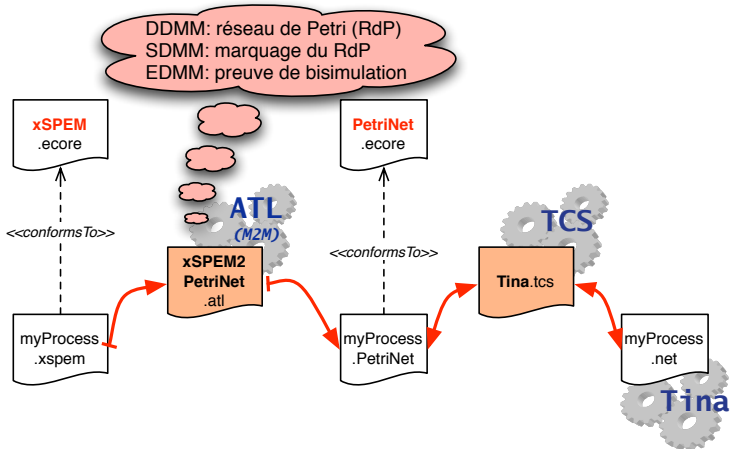 DDMM: réseau de Petri (RdP)
SDMM: marquage du RdP
EDMM: preuve de bisimulation
xSPEM
.ecore
PetriNet
.ecore
ATL
(M2M)
TCS
<<conformsTo>>
<<conformsTo>>
xSPEM2
PetriNet
.atl
Tina.tcs
myProcess
.xspem
myProcess
.PetriNet
myProcess
.net
Tina